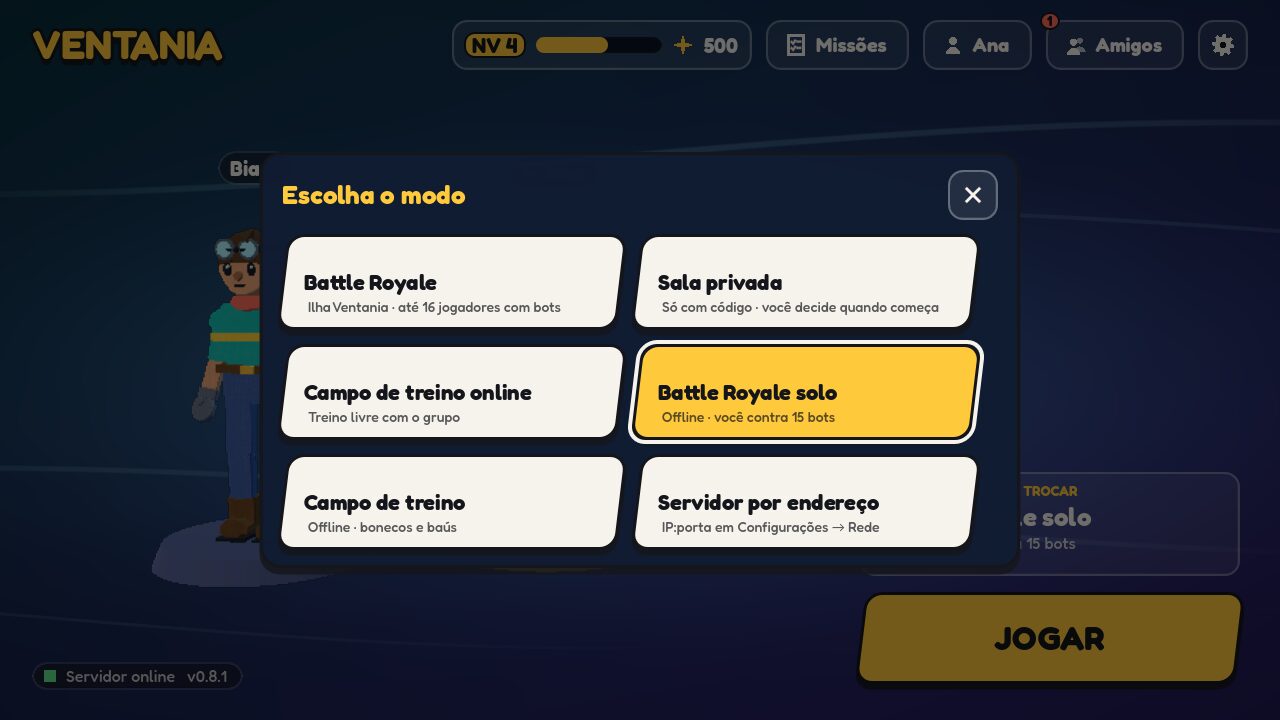 VENTANIA
NV 4
500
Missões
Ana
1
Amigos
Bia
Escolha o modo
Battle Royale
Ilha Ventania · até 16 jogadores com bots
Sala privada
Só com código · você decide quando começa
Campo de treino online
Treino livre com o grupo
Battle Royale solo
Offline · você contra 15 bots
Campo de treino
Offline · bonecos e baús
Servidor por endereço
IP:porta em Configurações → Rede
TROCAR
solo
15 bots
JOGAR
Servidor online v0.8.1